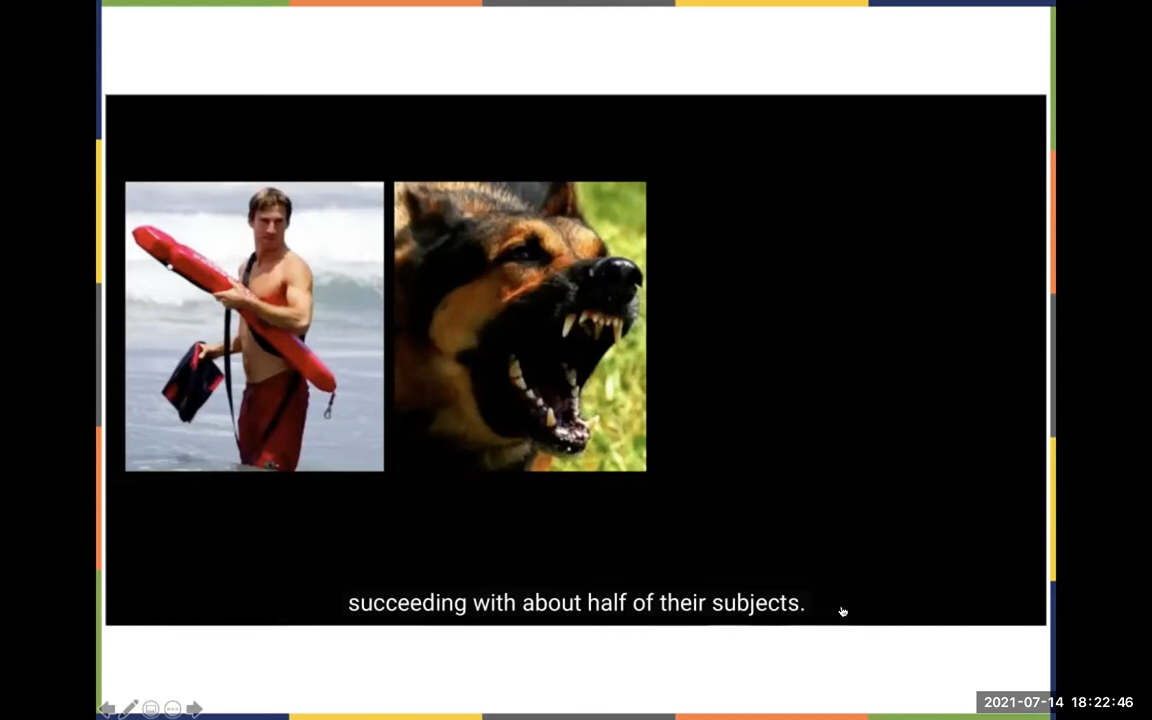 succeeding with about half of their subjects.
2021-07-14 18:22:46